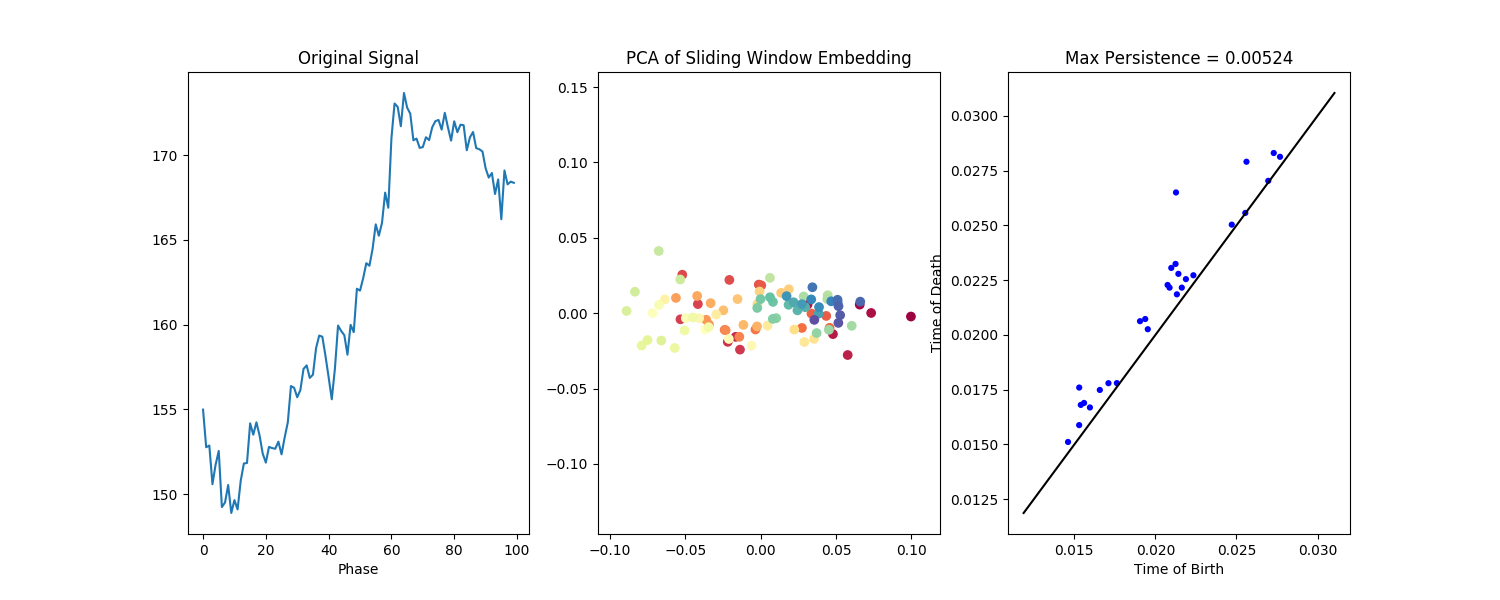 Original Signal
170
165
160
155
150
0 20 40 60 80 100
Phase
PCA of Sliding Window Embedding
0.15
0.10
0.05
0.00
−0.05
−0.10
−0.10 −0.05 0.00 0.05 0.10
Max Persistence = 0.00524
Time of Death
0.0300
0.0275
0.0250
0.0225
0.0200
0.0175
0.0150
0.0125
0.015 0.020 0.025 0.030
Time of Birth